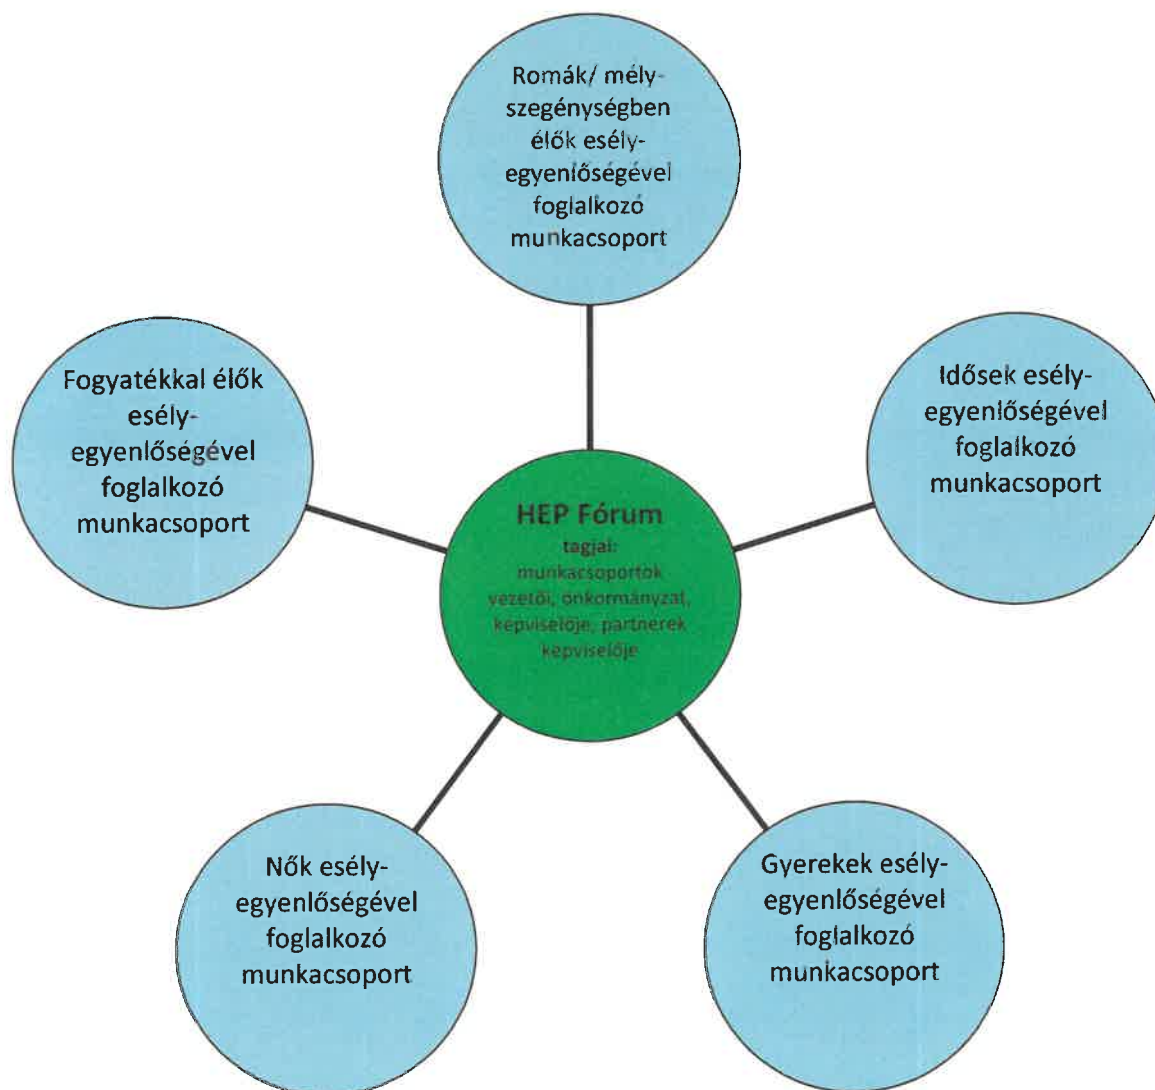 Romák/ mély-
szegénységben
élők esély-
egyenlőségével
foglalkozó
munkacsoport
Fogyatékkal élők
esély-
egyenlőségével
foglalkozó
munkacsoport
Idősek esély-
egyenlőségével
foglalkozó
munkacsoport
HEP Fórum
tagjai:
munkacsoportok
vezetői, önkormányzat,
képviselője, partnerek
képviselője
Nők esély-
egyenlőségével
foglalkozó
munkacsoport
Gyerekek esély-
egyenlőségével
foglalkozó
munkacsoport